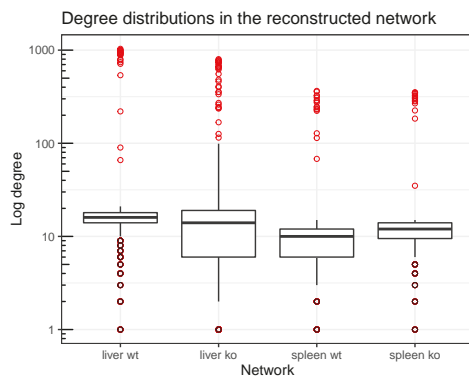 Degree distributions in the reconstructed network
1000
100
10
1
Log degree
liver wt liver ko spleen wt spleen ko
Network